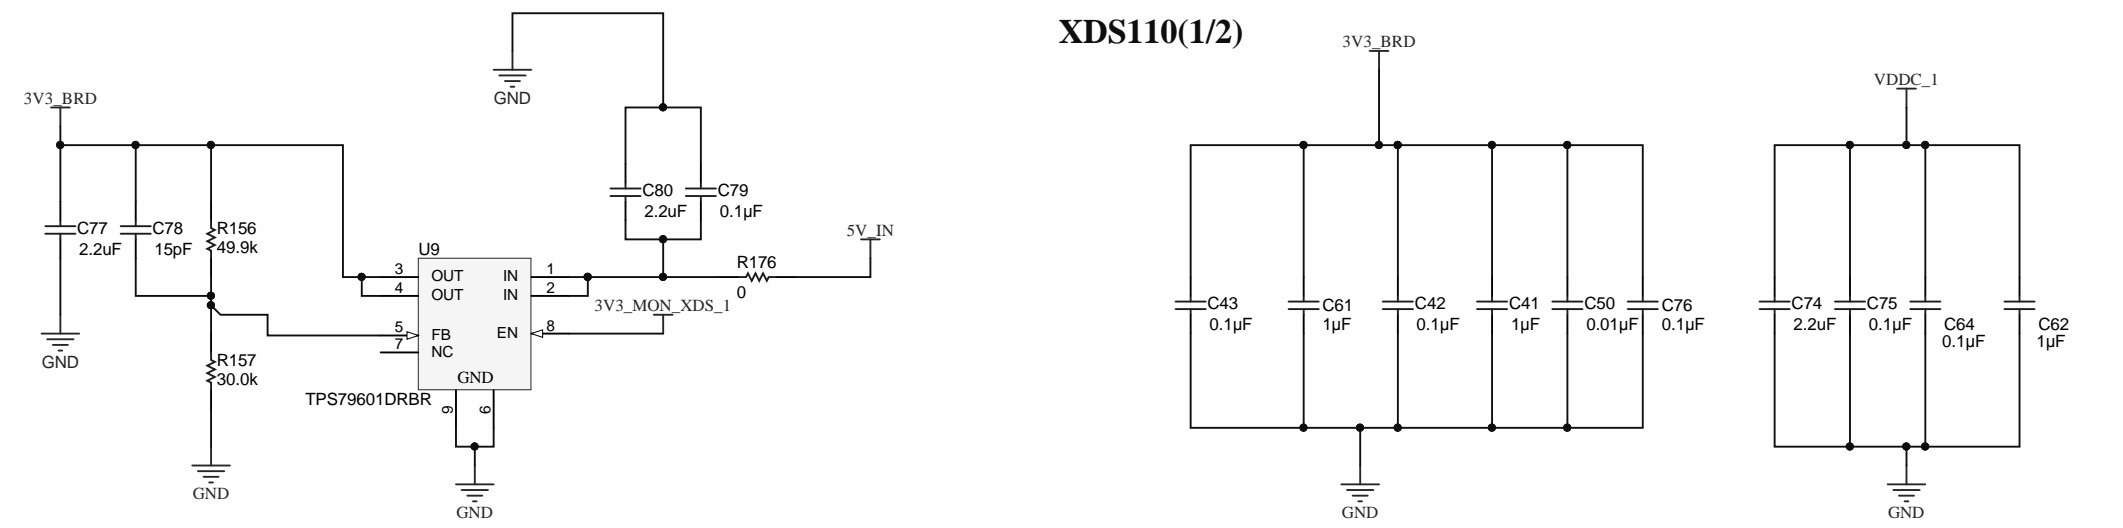 XDS110(1/2)
3V3_BRD
VDDC_1
GND
3V3_BRD
C80
2.2uF
C79
0.1µF
C77
2.2uF
C78
15pF
R156
49.9k
5V_IN
U9
R176
0
3 OUT IN 1
4 OUT IN 2
3V3_MON_XDS_1
5 FB EN 8
7 NC
GND
TPS79601DRBR
9 6
GND
R157
30.0k
GND
GND
C43
0.1µF
C61
1µF
C42
0.1µF
C41
1µF
C50
0.01µF
C76
0.1µF
GND
C74
2.2uF
C75
0.1µF
C64
0.1µF
C62
1µF
GND